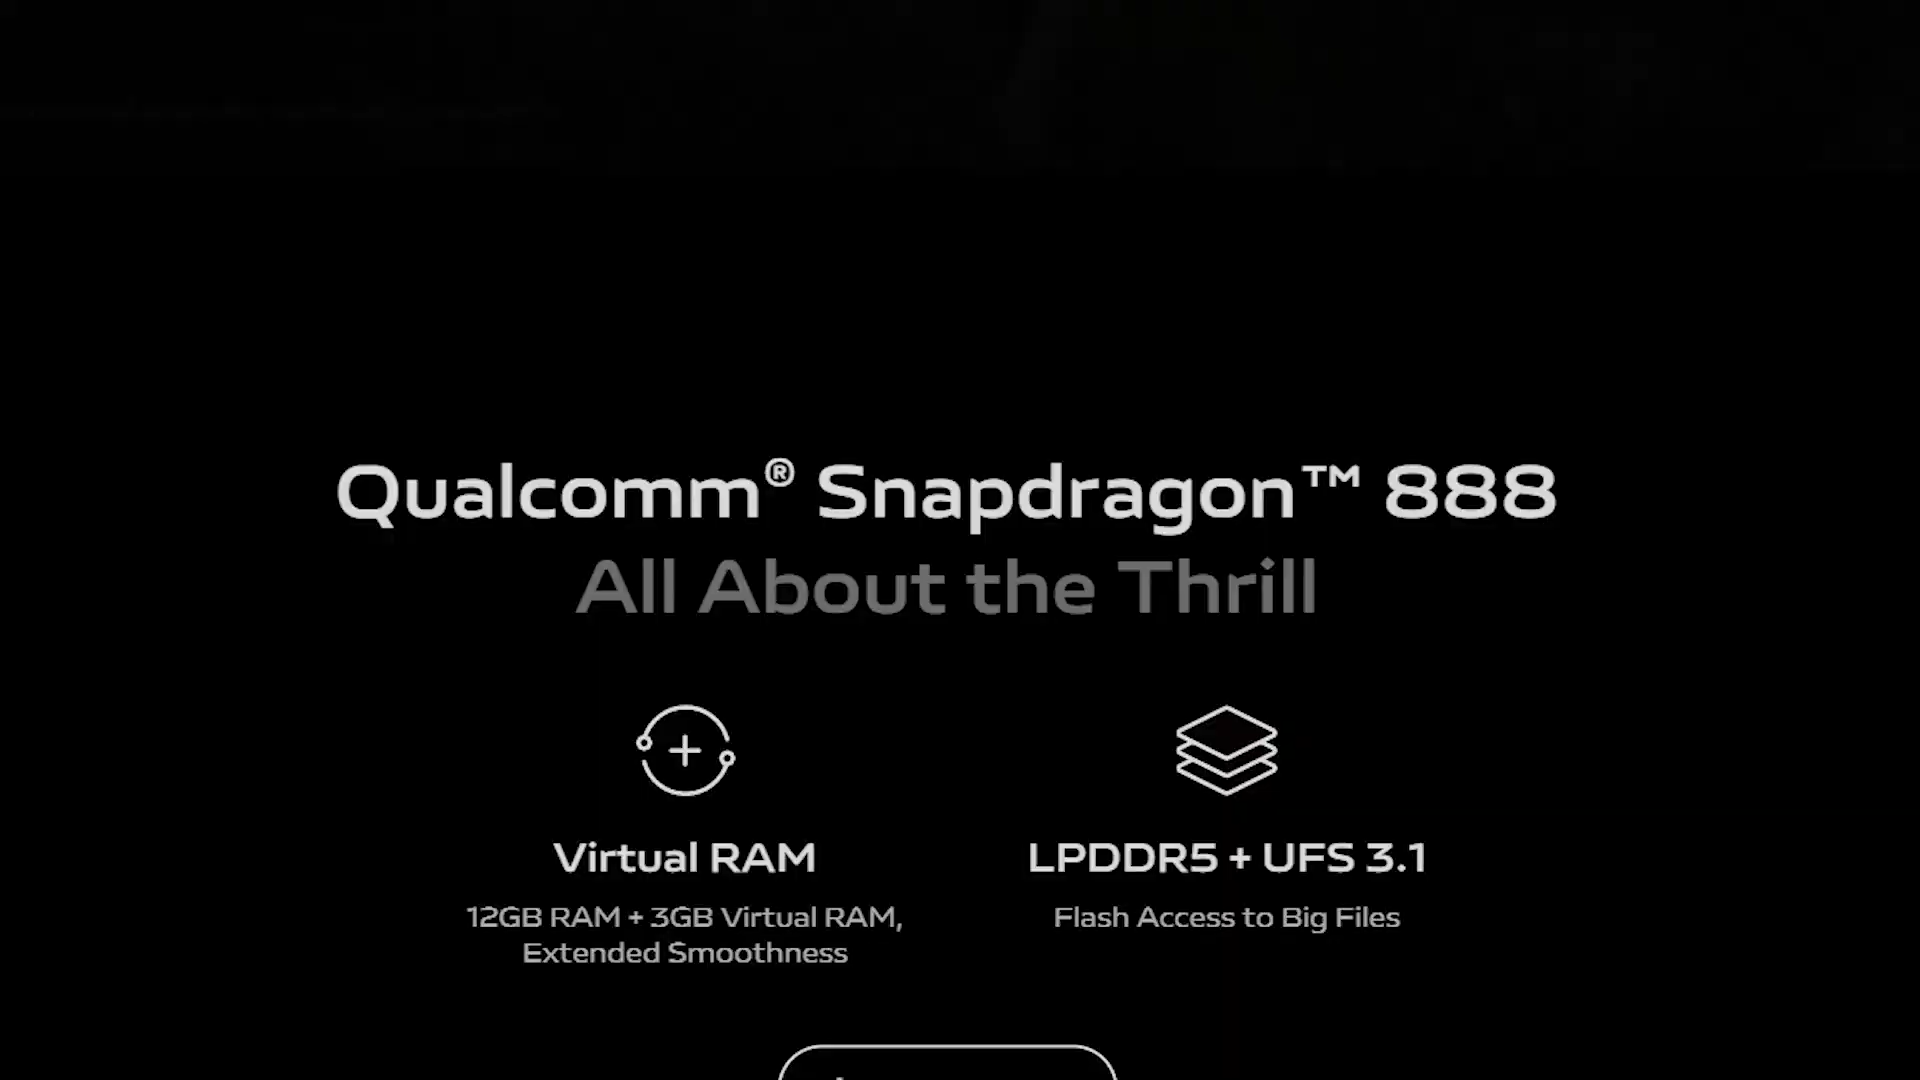 Qualcomm® Snapdragon™ 888
All About the Thrill
Virtual RAM
12GB RAM + 3GB Virtual RAM,
Extended Smoothness
LPDDR5 + UFS 3.1
Flash Access to Big Files